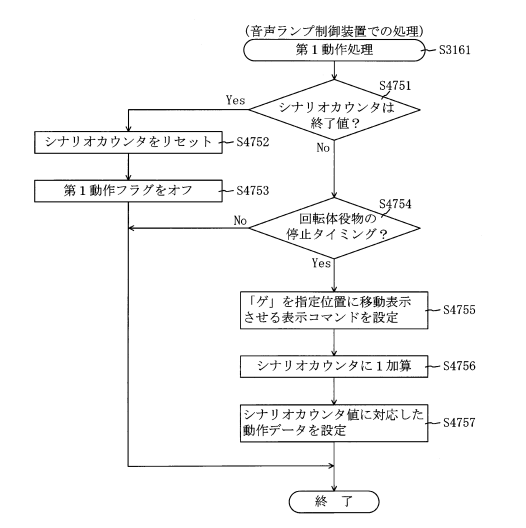 (音声ランプ制御装置での処理)
第1動作処理
S3161
S4751
シナリオカウンタは
終了値?
Yes
No
シナリオカウンタをリセット
S4752
第1動作フラグをオフ
S4753
S4754
回転体役物の
停止タイミング?
No
Yes
「ゲ」を指定位置に移動表示
させる表示コマンドを設定
S4755
シナリオカウンタに1加算
S4756
シナリオカウンタ値に対応した
動作データを設定
S4757
終 了